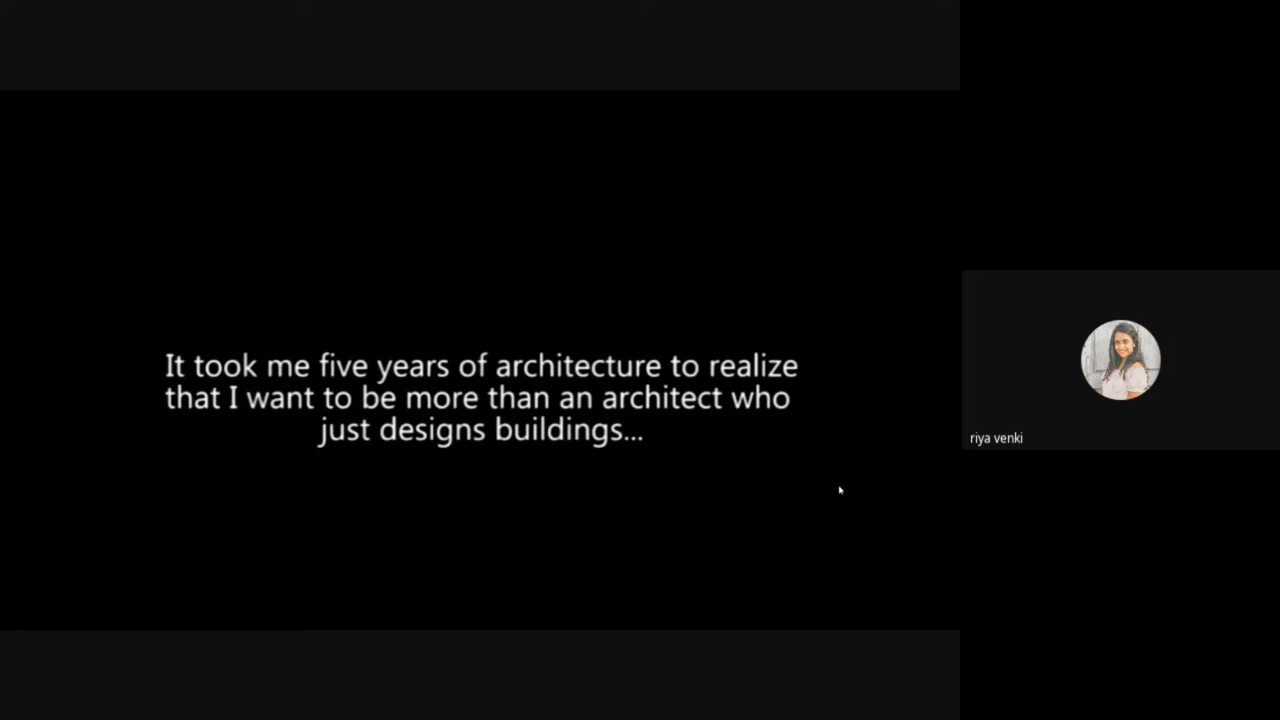 It took me five years of architecture to realize
that I want to be more than an architect who
just designs buildings...
riya venki